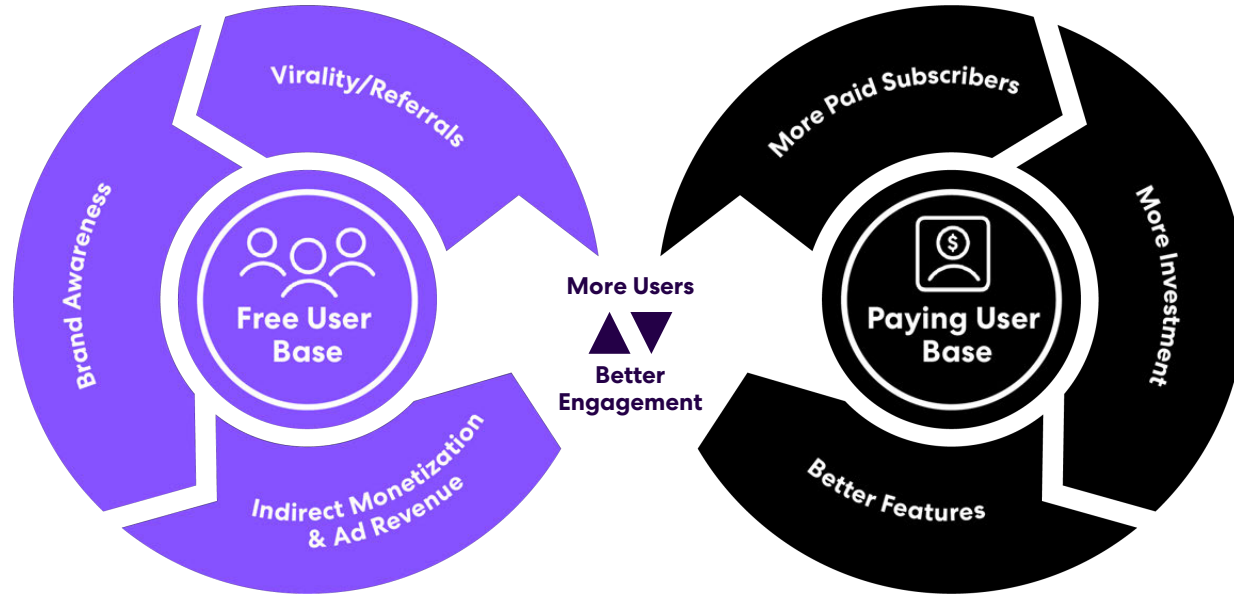 Virality/Referrals
Brand Awareness
Free User
Base
Indirect Monetization
& Ad Revenue
More Users
Better
Engagement
More Paid Subscribers
More Investment
$
Paying User
Base
Better Features